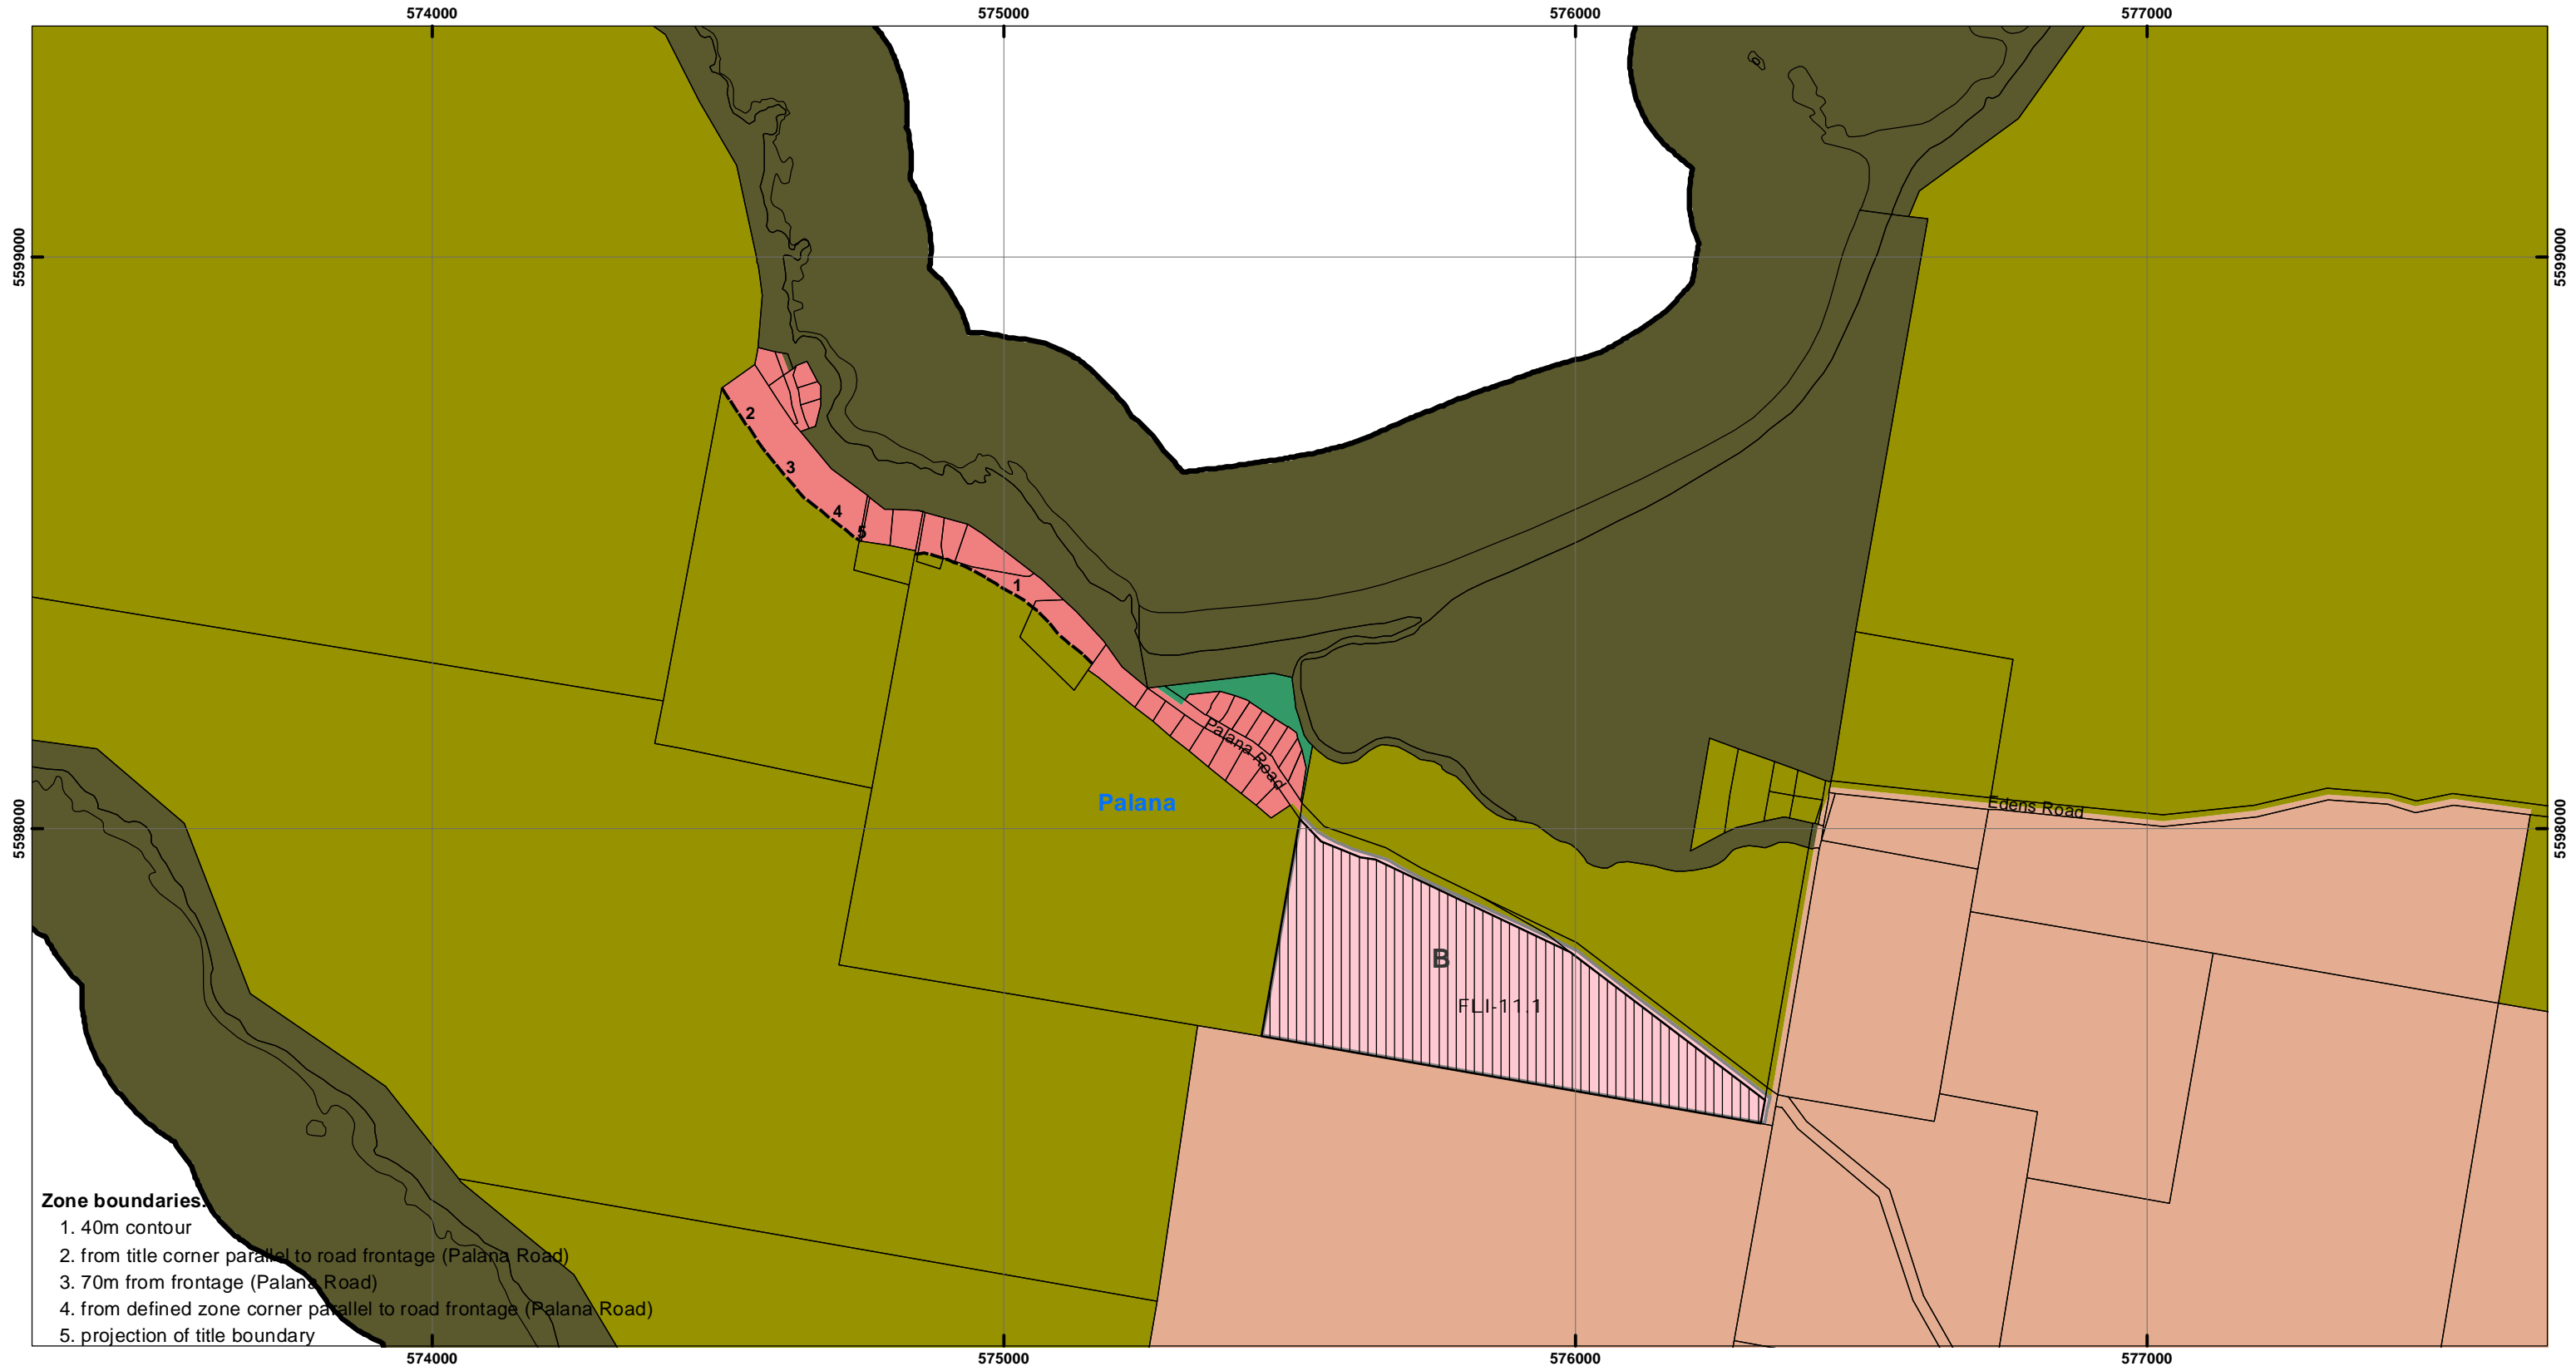 574000 575000 576000 577000
5599000 5599000
2
3
4
5
1
Palana Road
Palana
Edens Road
5598000 5598000
B
FLI-11.1
Zone boundaries:
1. 40m contour
2. from title corner parallel to road frontage (Palana Road)
3. 70m from frontage (Palana Road)
4. from defined zone corner parallel to road frontage (Palana Road)
5. projection of title boundary
574000 575000 576000 577000